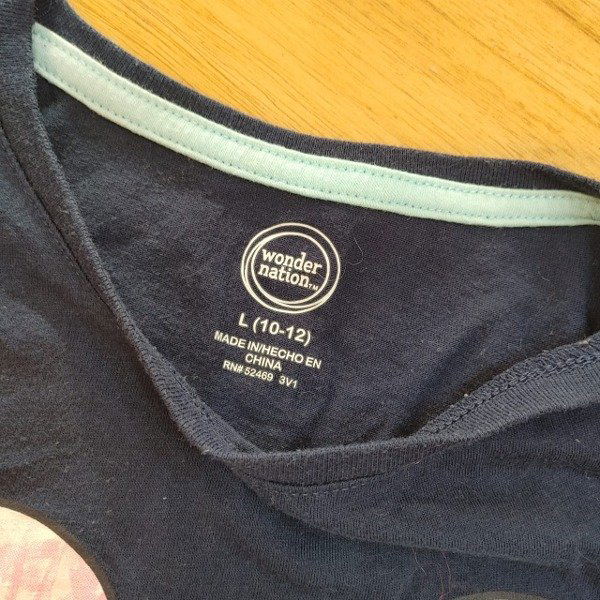 wonder
nation™
L (10-12)
MADE IN/HECHO EN
CHINA
RN# 52469 3V1